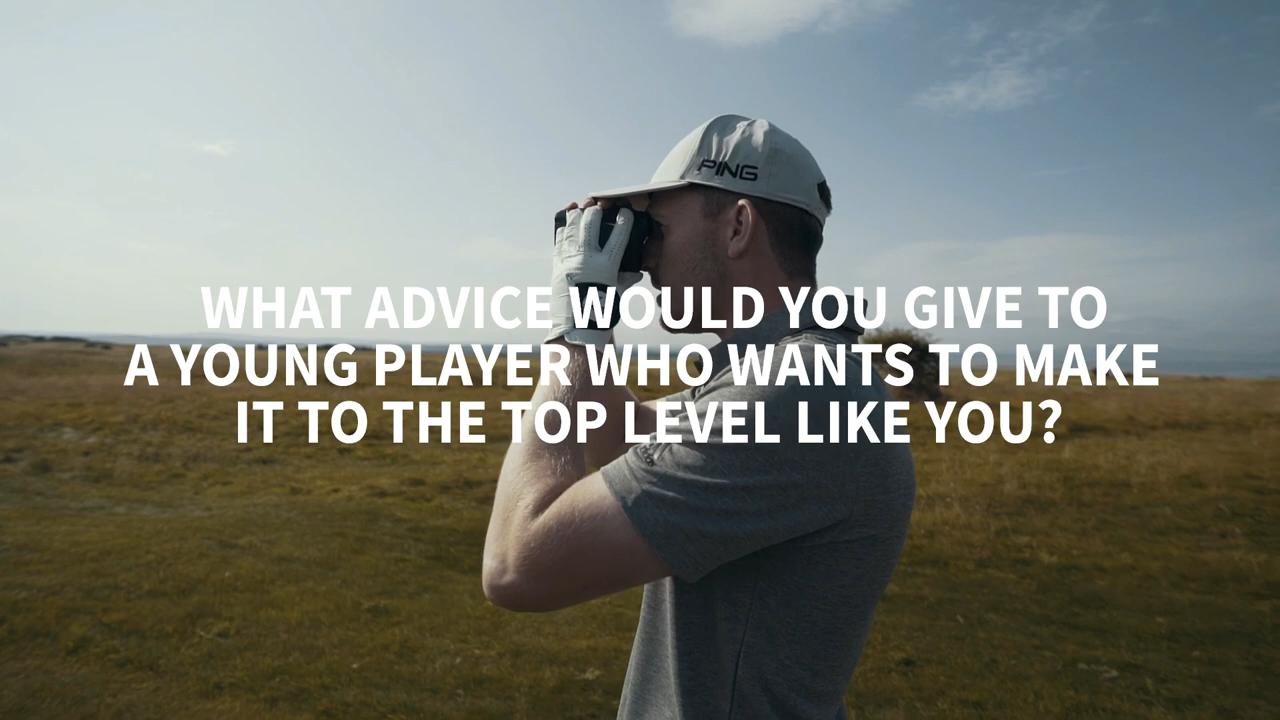 PING
WHAT ADVICE WOULD YOU GIVE TO
A YOUNG PLAYER WHO WANTS TO MAKE
IT TO THE TOP LEVEL LIKE YOU?